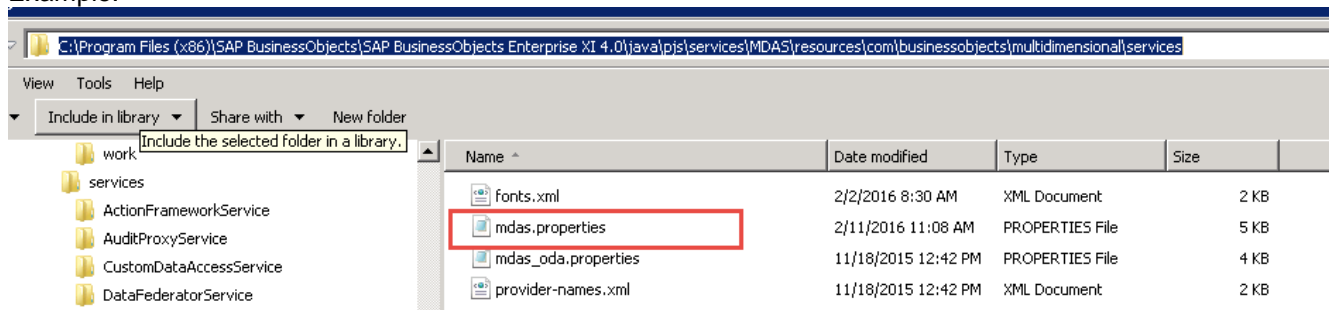 Example:
C:\Program Files (x86)\SAP BusinessObjects\SAP BusinessObjects Enterprise XI 4.0\java\pjs\services\MDAS\resources\com\businessobjects\multidimensional\services
View Tools Help
Include in library Share with New folder
Include the selected folder in a library.
work
services
ActionFrameworkService
AuditProxyService
CustomDataAccessService
DataFederatorService
Name Date modified Type Size
fonts.xml 2/2/2016 8:30 AM XML Document 2 KB
mdas.properties 2/11/2016 11:08 AM PROPERTIES File 5 KB
mdas_oda.properties 11/18/2015 12:42 PM PROPERTIES File 4 KB
provider-names.xml 11/18/2015 12:42 PM XML Document 2 KB